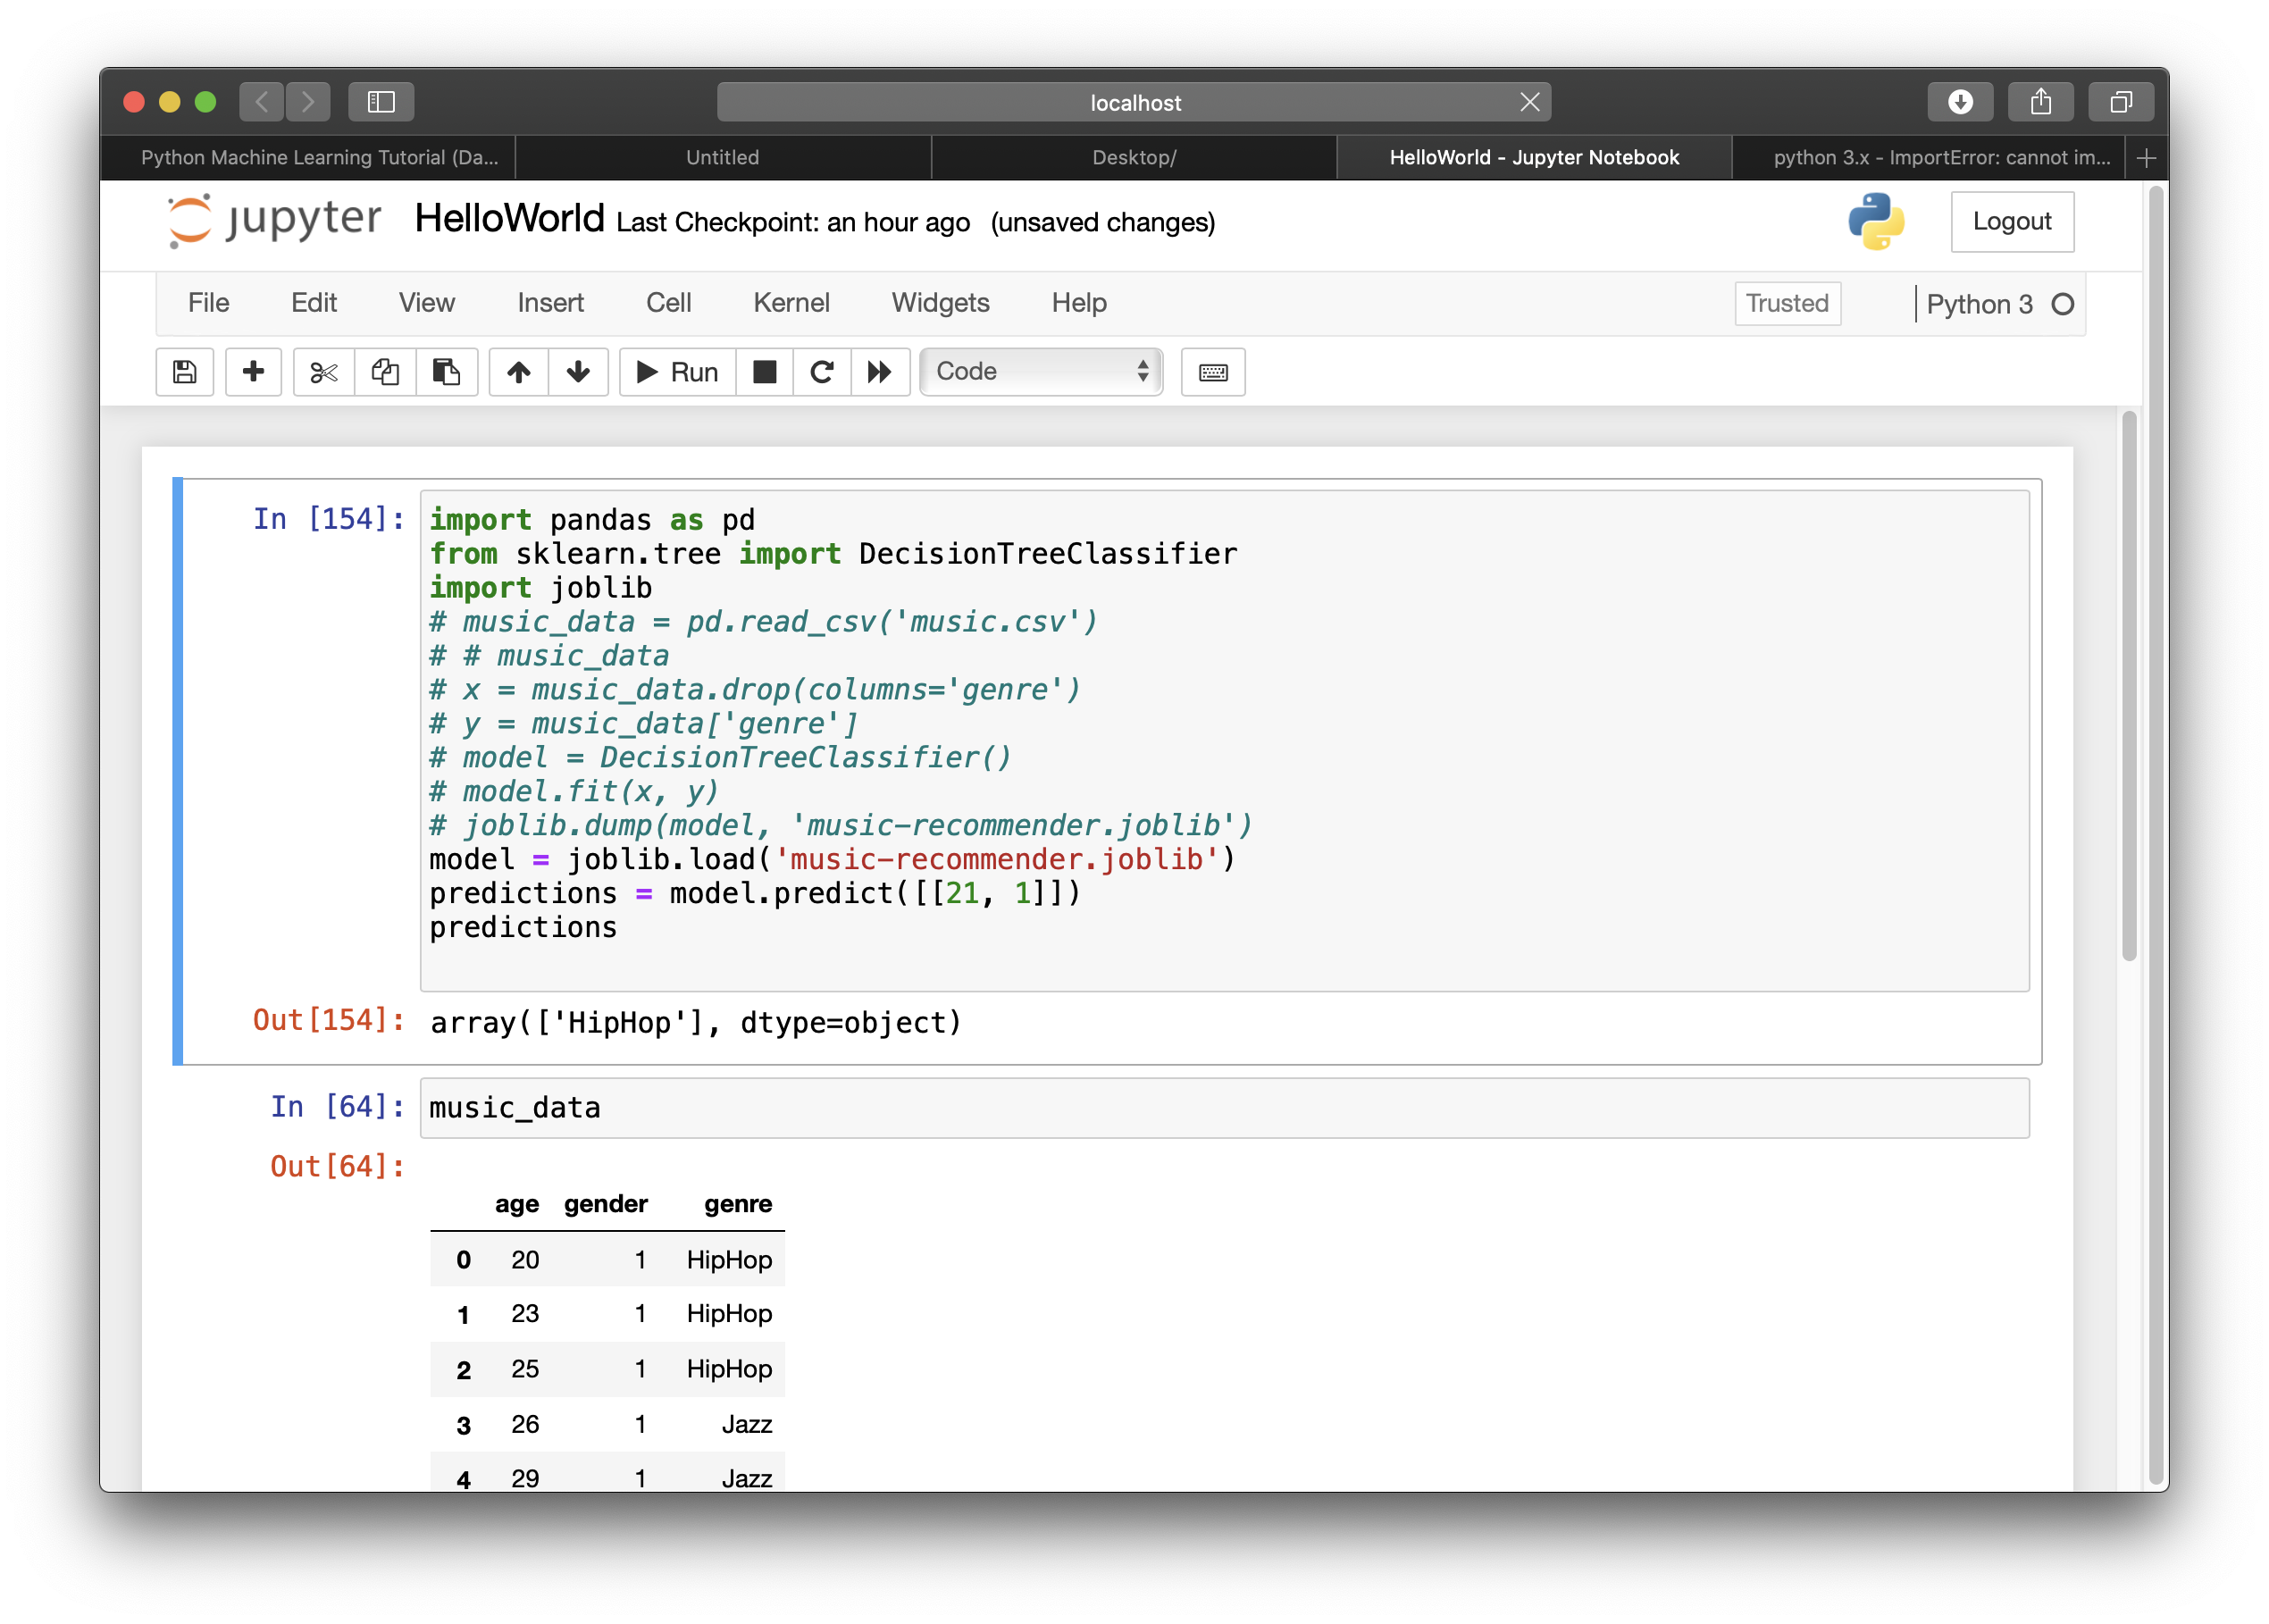 localhost
Python Machine Learning Tutorial (Da...
Untitled
Desktop/
HelloWorld - Jupyter Notebook
python 3.x - ImportError: cannot im...
jupyter HelloWorld Last Checkpoint: an hour ago (unsaved changes)
Logout
File Edit View Insert Cell Kernel Widgets Help
Trusted
Python 3
Run
Code
In [154]:
import pandas as pd
from sklearn.tree import DecisionTreeClassifier
import joblib
# music_data = pd.read_csv('music.csv')
# # music_data
# x = music_data.drop(columns='genre')
# y = music_data['genre']
# model = DecisionTreeClassifier()
# model.fit(x, y)
# joblib.dump(model, 'music-recommender.joblib')
model = joblib.load('music-recommender.joblib')
predictions = model.predict([[21, 1]])
predictions
Out[154]: array(['HipHop'], dtype=object)
In [64]: music_data
Out[64]:
age gender genre
0 20 1 HipHop
1 23 1 HipHop
2 25 1 HipHop
3 26 1 Jazz
4 29 1 Jazz